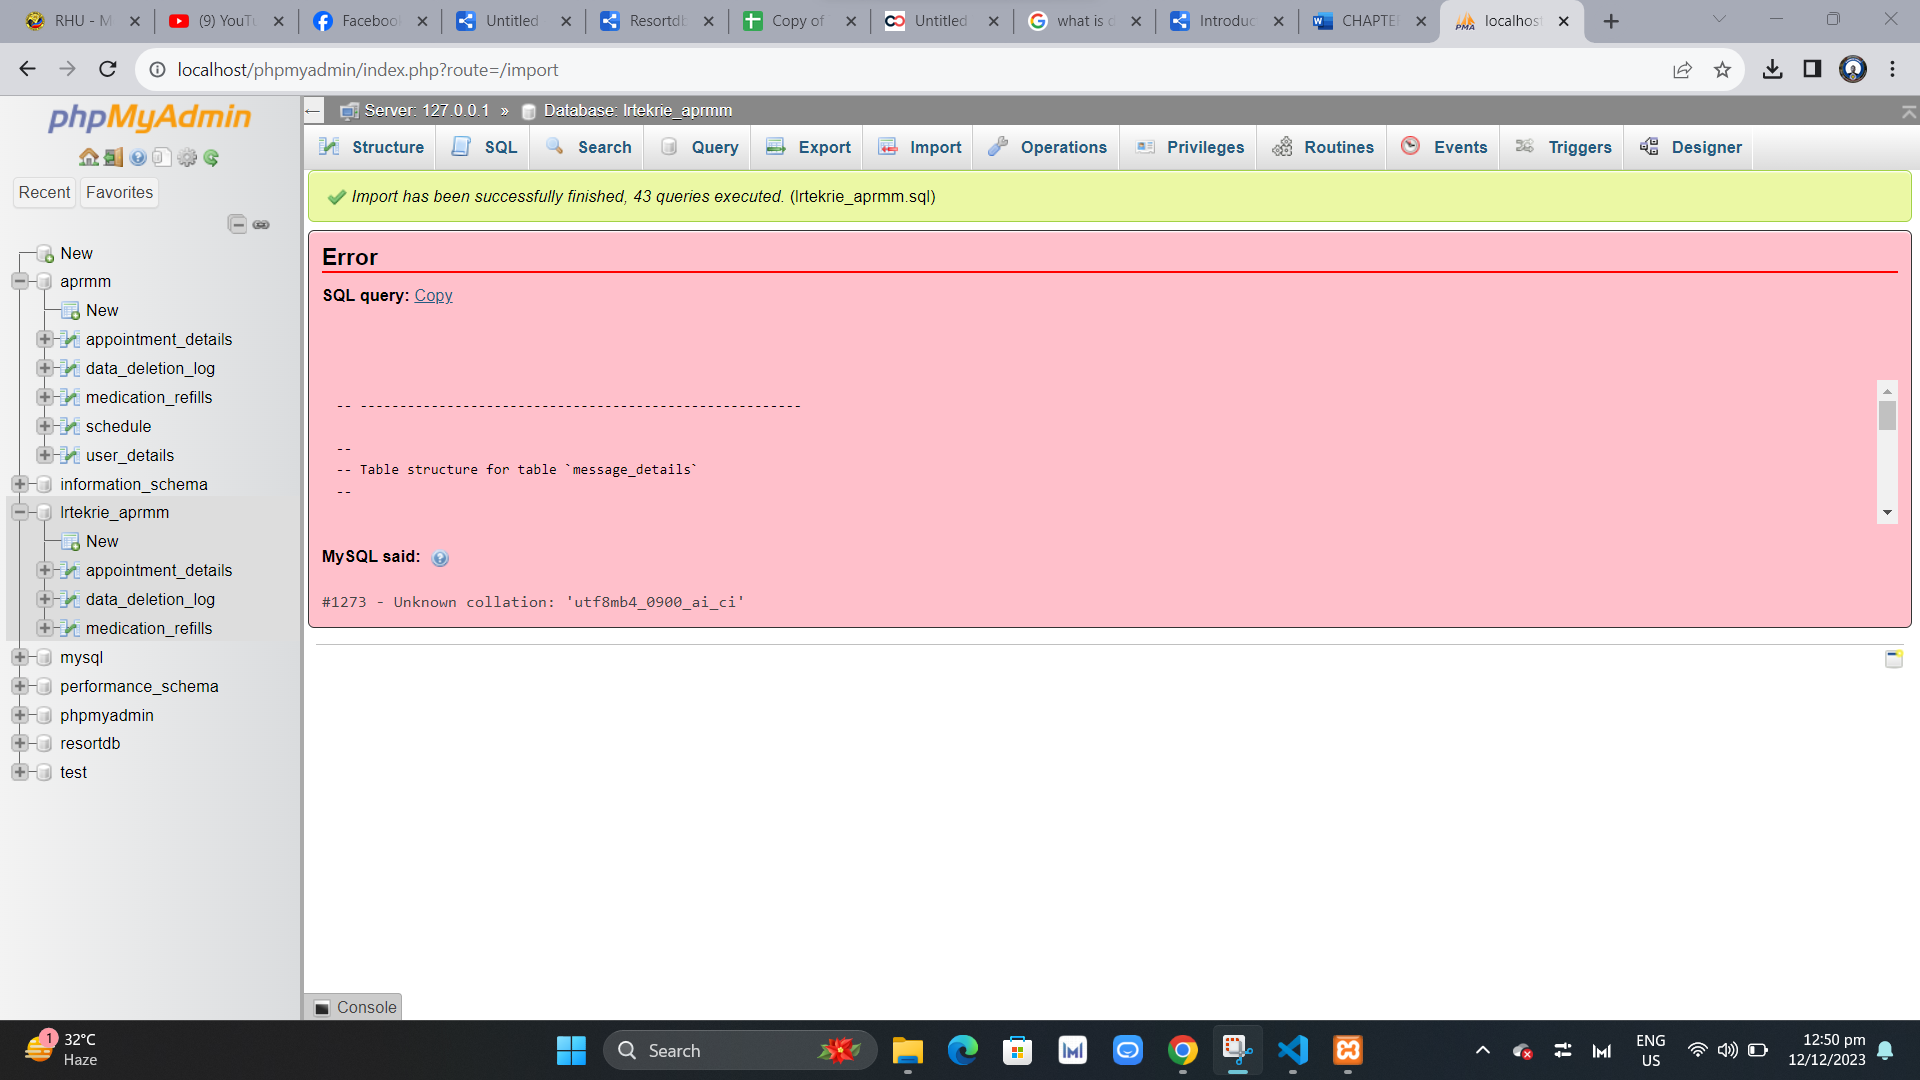 RHU - M
(9) YouTu
Facebook
Untitled
Resortdb
Copy of
Untitled
what is d
Introduc
CHAPTE
localhost
localhost/phpmyadmin/index.php?route=/import
phpMyAdmin
Recent
Favorites
New
aprmm
New
appointment_details
data_deletion_log
medication_refills
schedule
user_details
information_schema
lrtekrie_aprmm
New
appointment_details
data_deletion_log
medication_refills
mysql
performance_schema
phpmyadmin
resortdb
test
Server: 127.0.0.1 » Database: lrtekrie_aprmm
Structure
SQL
Search
Query
Export
Import
Operations
Privileges
Routines
Events
Triggers
Designer
Import has been successfully finished, 43 queries executed. (lrtekrie_aprmm.sql)
Error
SQL query: Copy
-- --------------------------------------------------------
--
-- Table structure for table `message_details`
--
MySQL said:
#1273 - Unknown collation: 'utf8mb4_0900_ai_ci'
Console
1
32°C
Haze
Search
ENG
US
12:50 pm
12/12/2023